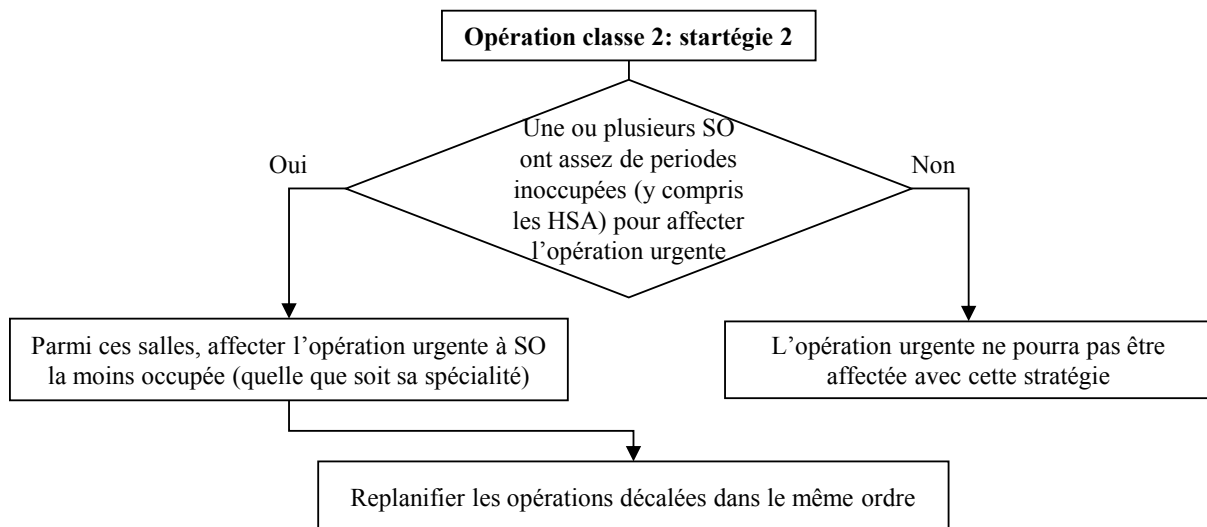 Opération classe 2: startégie 2
Une ou plusieurs SO
ont assez de periodes
inoccupées (y compris
les HSA) pour affecter
l'opération urgente
Oui
Non
Parmi ces salles, affecter l'opération urgente à SO
la moins occupée (quelle que soit sa spécialité)
L'opération urgente ne pourra pas être
affectée avec cette stratégie
Replanifier les opérations décalées dans le même ordre